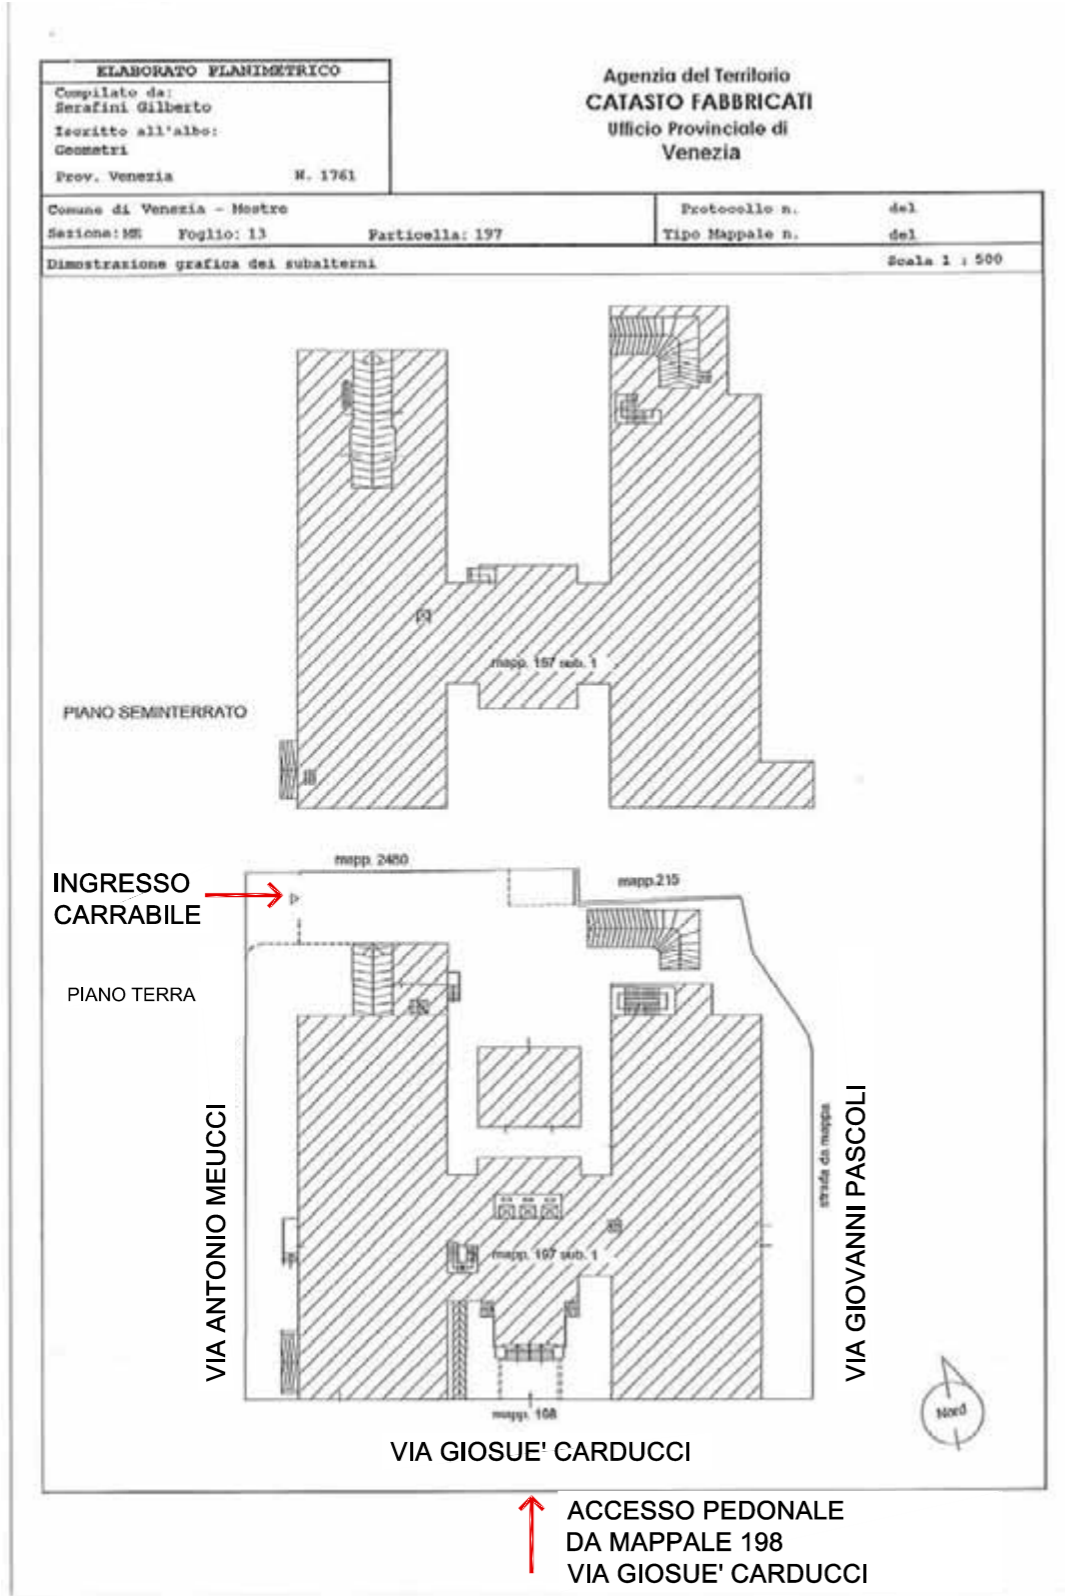 ELABORATO PLANIMETRICO
Compilato da:
Serafini Gilberto
Iscritto all'albo:
Geometri
Prov. Venezia N. 1761
Agenzia del Territorio
CATASTO FABBRICATI
Ufficio Provinciale di
Venezia
Comune di Venezia - Mestre
Sezione: ME Foglio: 13 Particella: 197
Protocollo n. del
Tipo Mappale n. del
Dimostrazione grafica dei subalterni Scala 1 : 500
mapp. 197 sub. 1
PIANO SEMINTERRATO
mapp. 2480
INGRESSO
CARRABILE
mapp.215
PIANO TERRA
VIA ANTONIO MEUCCI
strada da mappa
VIA GIOVANNI PASCOLI
mapp. 197 sub. 1
Nord
mapp. 198
VIA GIOSUE' CARDUCCI
ACCESSO PEDONALE
DA MAPPALE 198
VIA GIOSUE' CARDUCCI